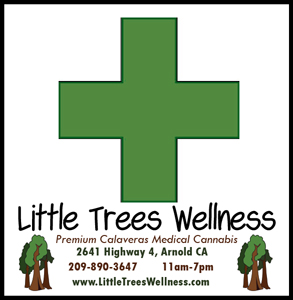 Little Trees Wellness
Premium Calaveras Medical Cannabis
2641 Highway 4, Arnold CA
209-890-3647 11am-7pm
www.LittleTreesWellness.com